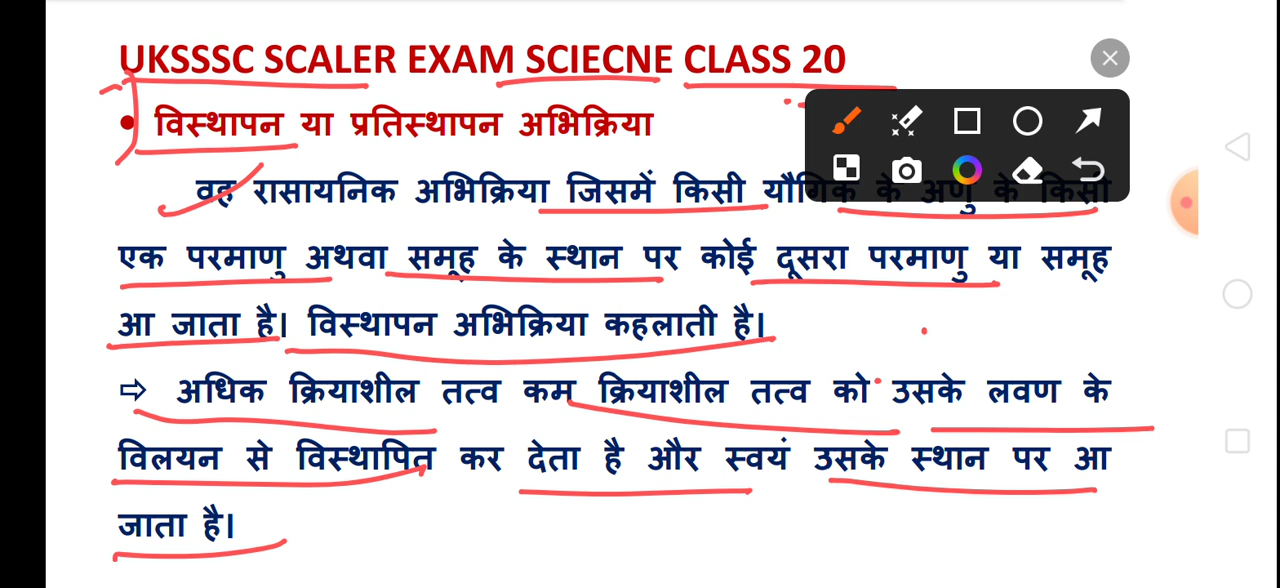 UKSSSC SCALER EXAM SCIECNE CLASS 20
• विस्थापन या प्रतिस्थापन अभिक्रिया
वह रासायनिक अभिक्रिया जिसमें किसी यौगिक के अणु के किसी
एक परमाणु अथवा समूह के स्थान पर कोई दूसरा परमाणु या समूह
आ जाता है। विस्थापन अभिक्रिया कहलाती है।
⇨ अधिक क्रियाशील तत्व कम क्रियाशील तत्व को उसके लवण के
विलयन से विस्थापित कर देता है और स्वयं उसके स्थान पर आ
जाता है।